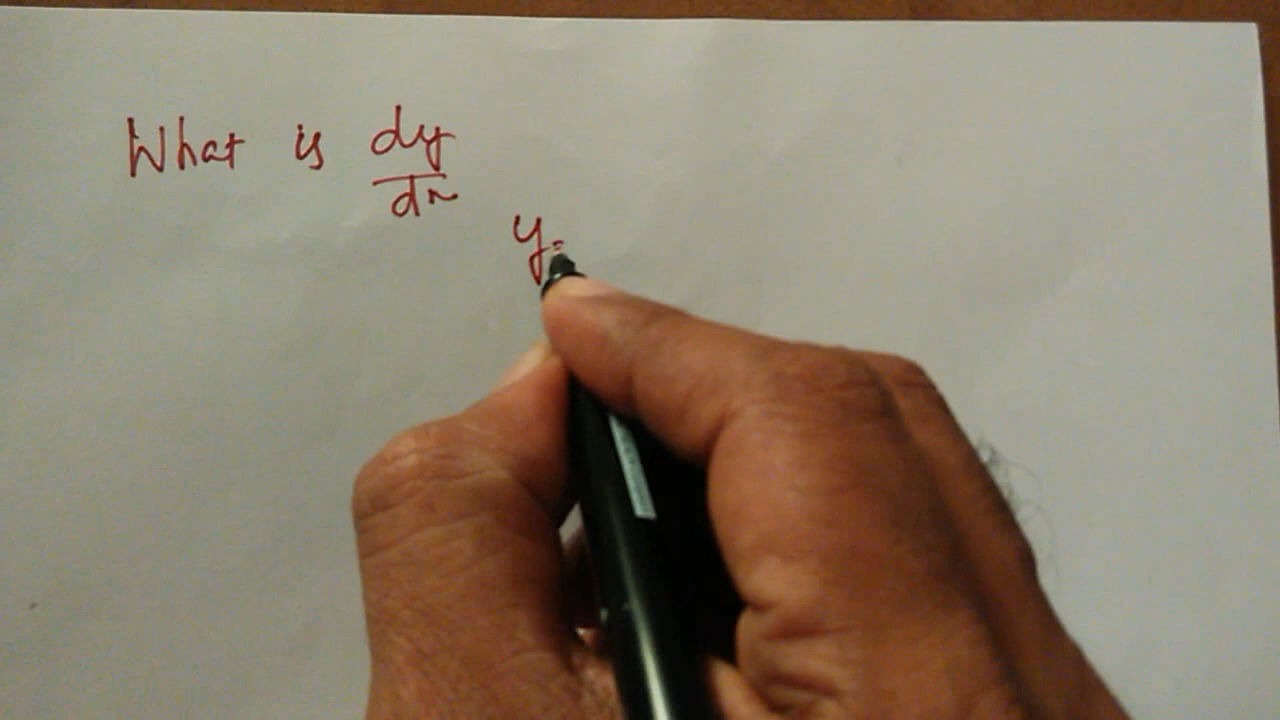 What is dy/dx
y =